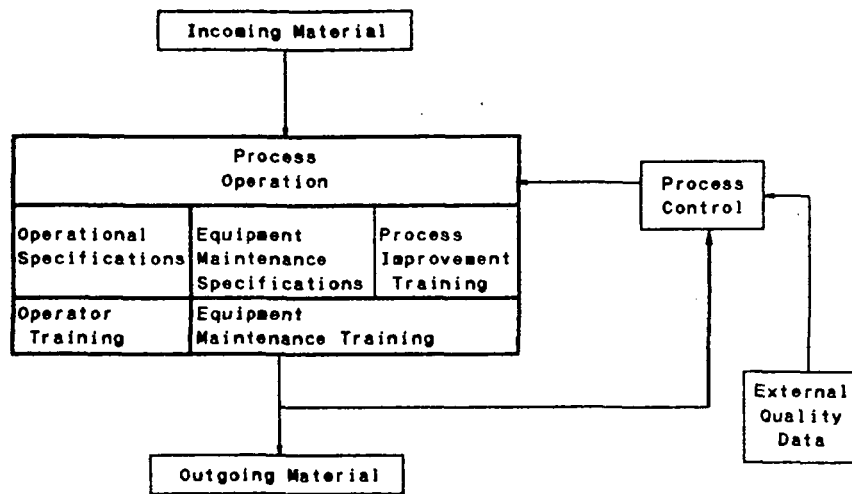 Incoming Material
Process
Operation
Operational
Specifications
Equipment
Maintenance
Specifications
Process
Improvement
Training
Operator
Training
Equipment
Maintenance Training
Process
Control
External
Quality
Data
Outgoing Material